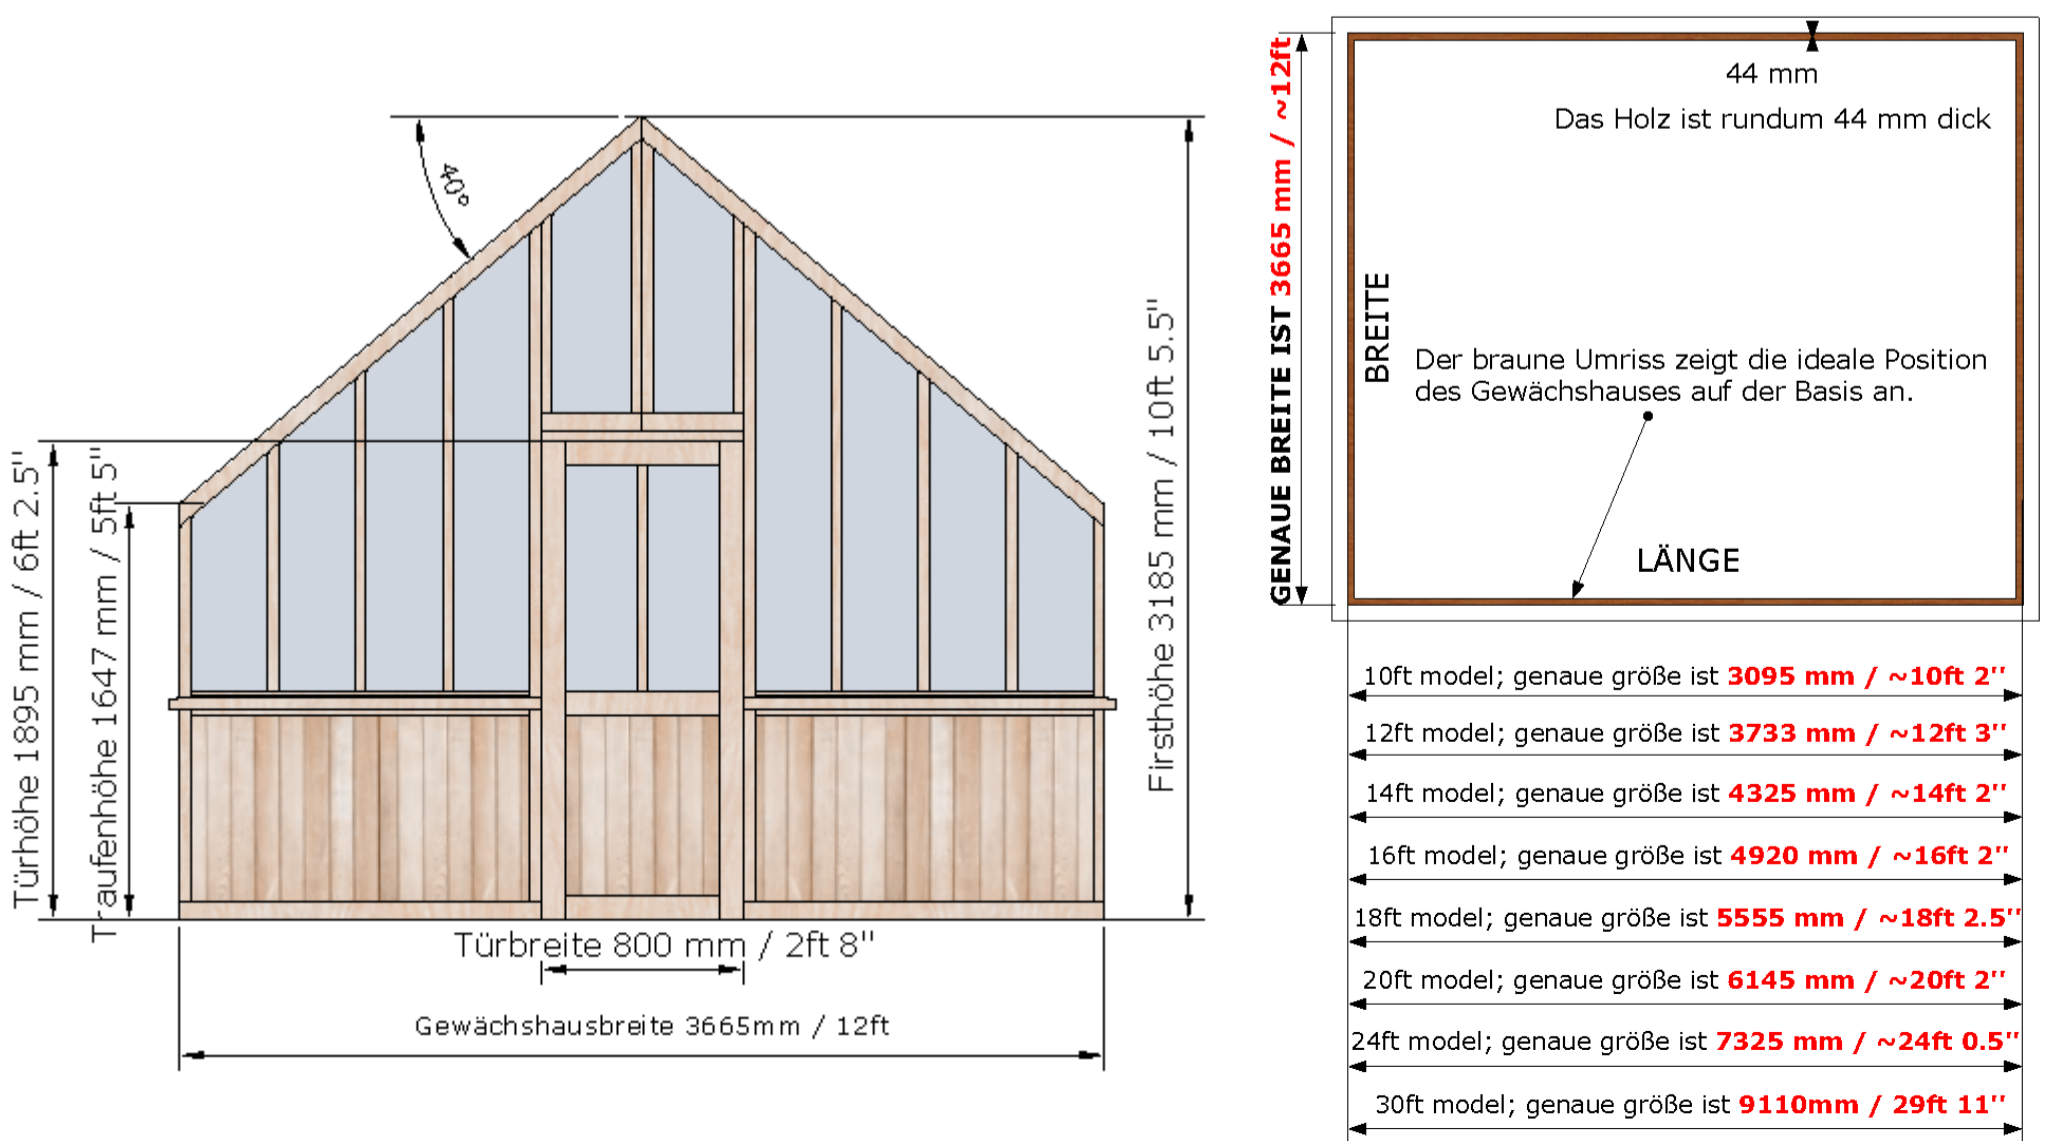 40°
Türhöhe 1895 mm / 6ft 2.5"
Traufenhöhe 1647 mm / 5ft 5"
Firsthöhe 3185 mm / 10ft 5.5"
Türbreite 800 mm / 2ft 8"
Gewächshausbreite 3665mm / 12ft
GENAUE BREITE IST 3665 mm / ~12ft
44 mm
Das Holz ist rundum 44 mm dick
BREITE
Der braune Umriss zeigt die ideale Position
des Gewächshauses auf der Basis an.
LÄNGE
10ft model; genaue größe ist 3095 mm / ~10ft 2"
12ft model; genaue größe ist 3733 mm / ~12ft 3"
14ft model; genaue größe ist 4325 mm / ~14ft 2"
16ft model; genaue größe ist 4920 mm / ~16ft 2"
18ft model; genaue größe ist 5555 mm / ~18ft 2.5"
20ft model; genaue größe ist 6145 mm / ~20ft 2"
24ft model; genaue größe ist 7325 mm / ~24ft 0.5"
30ft model; genaue größe ist 9110mm / 29ft 11"